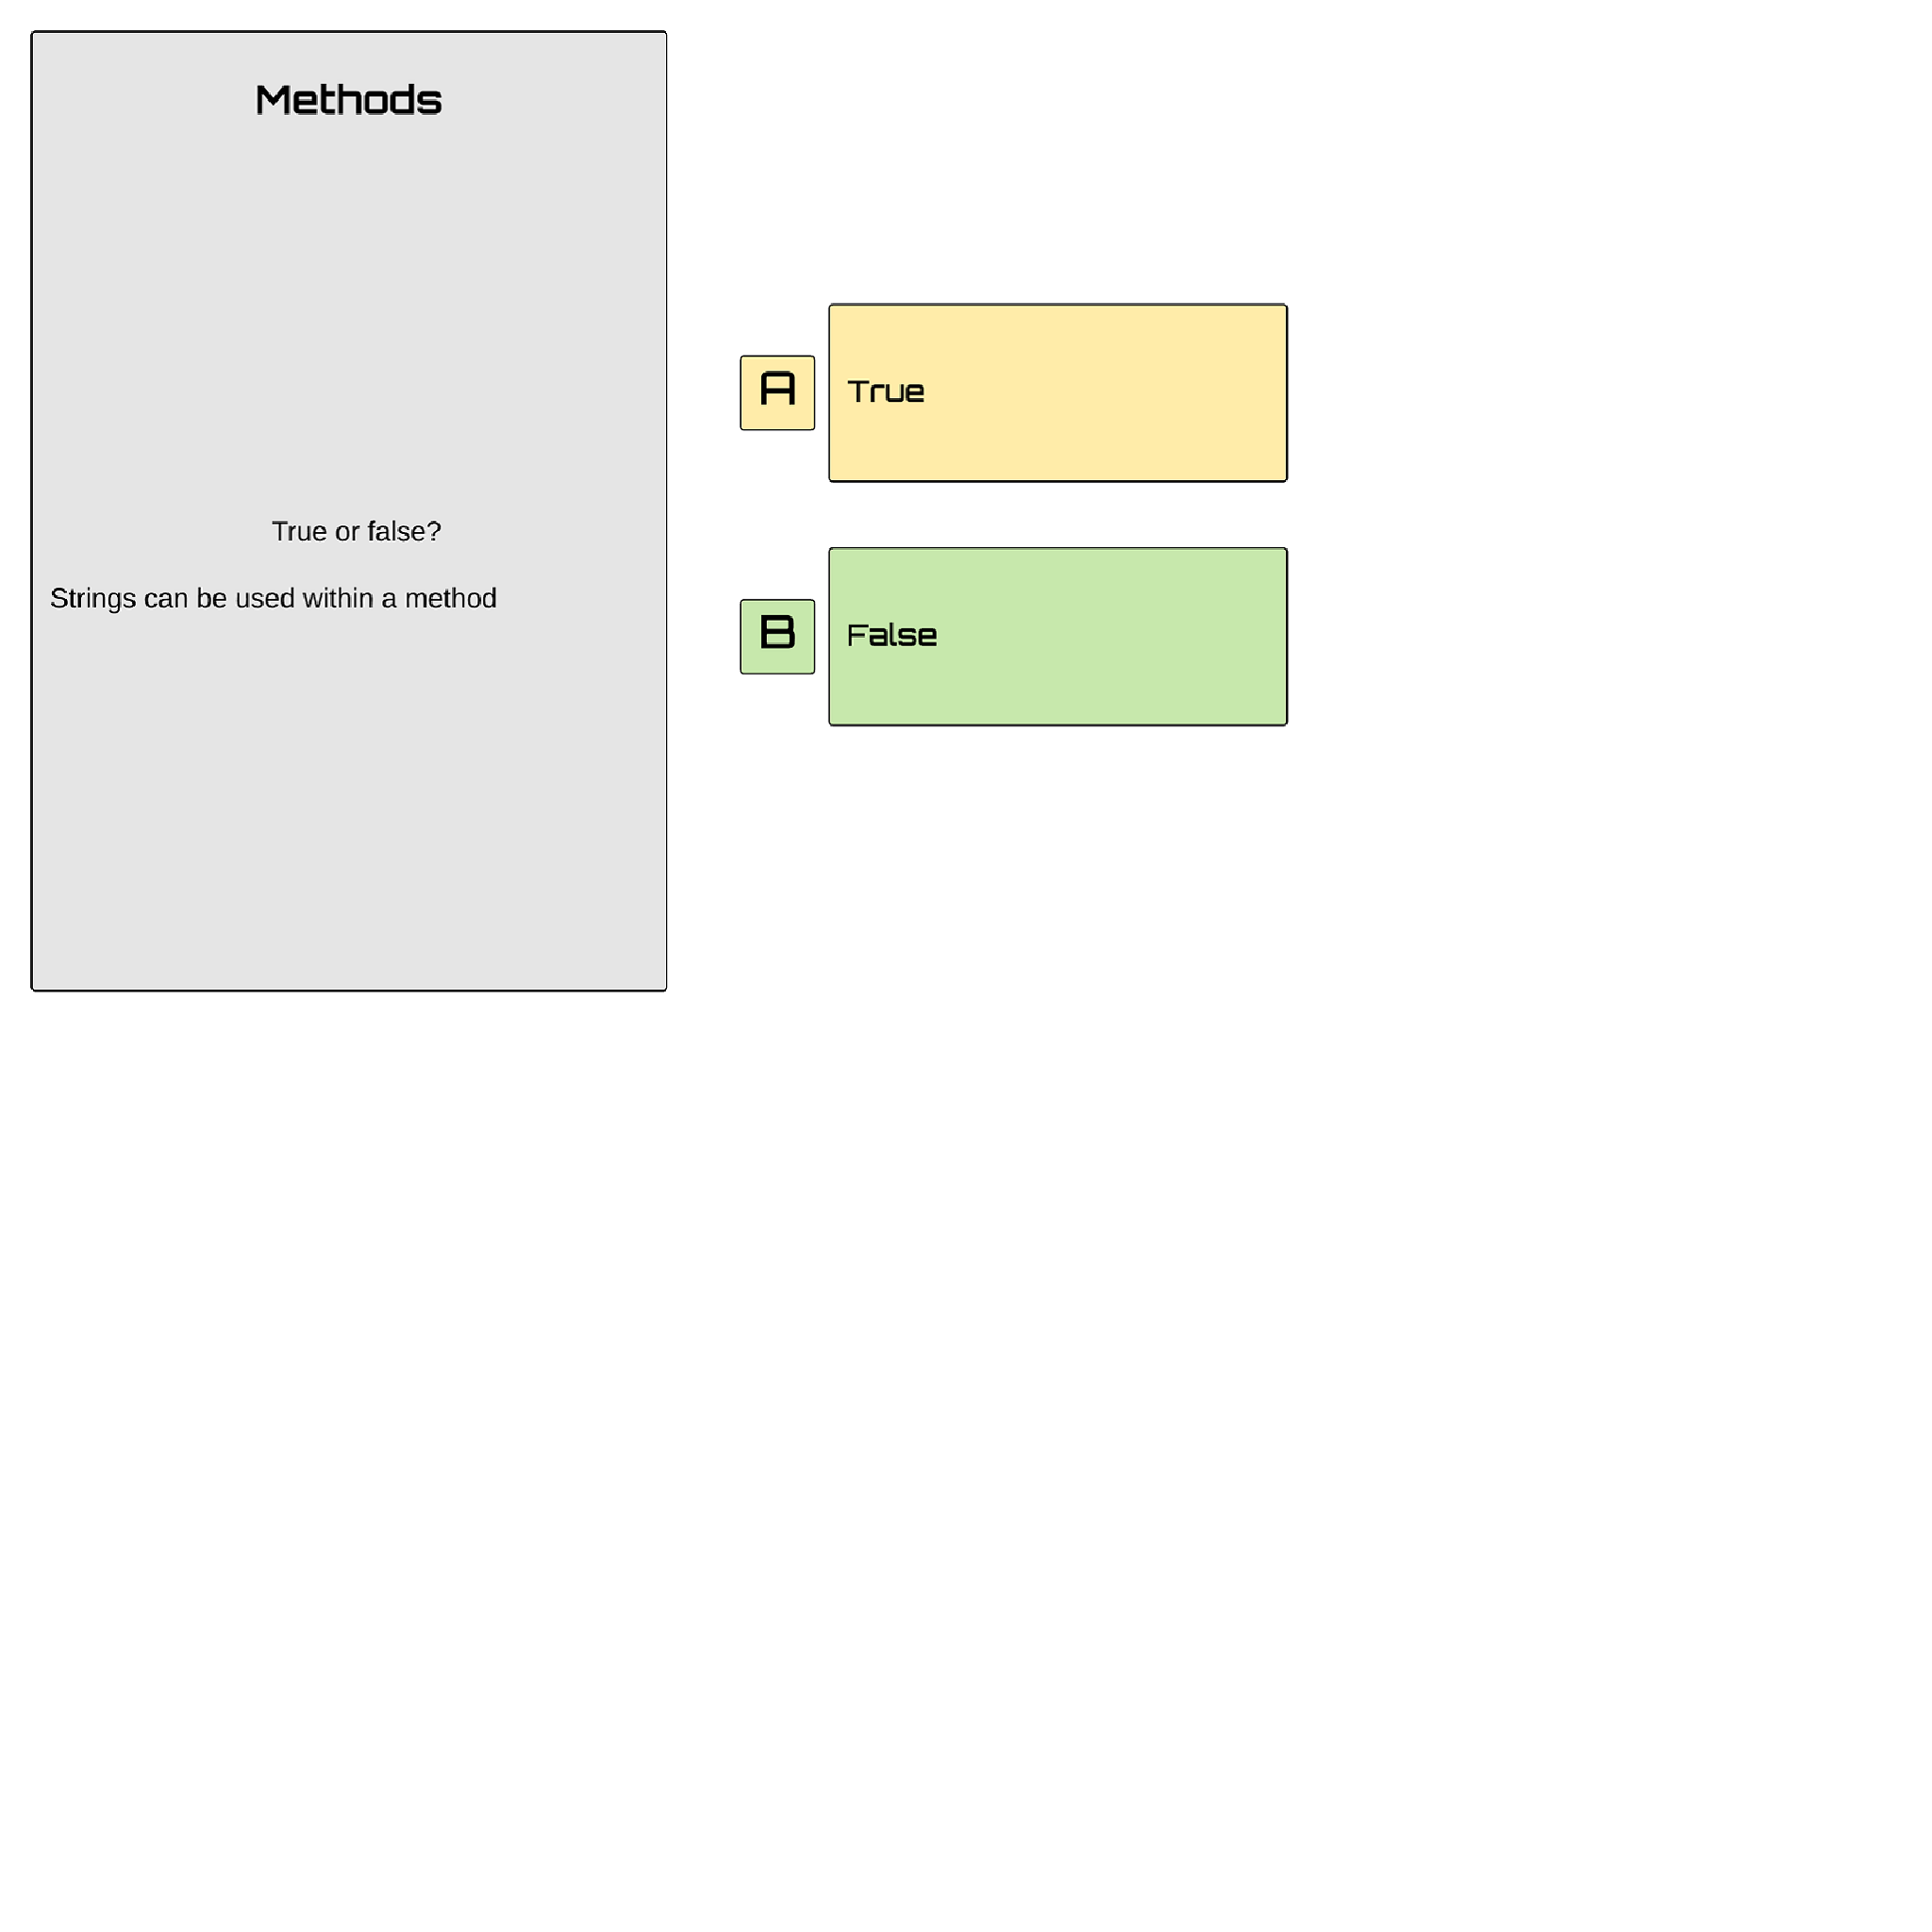 Methods
True or false?
Strings can be used within a method
A
True
B
False